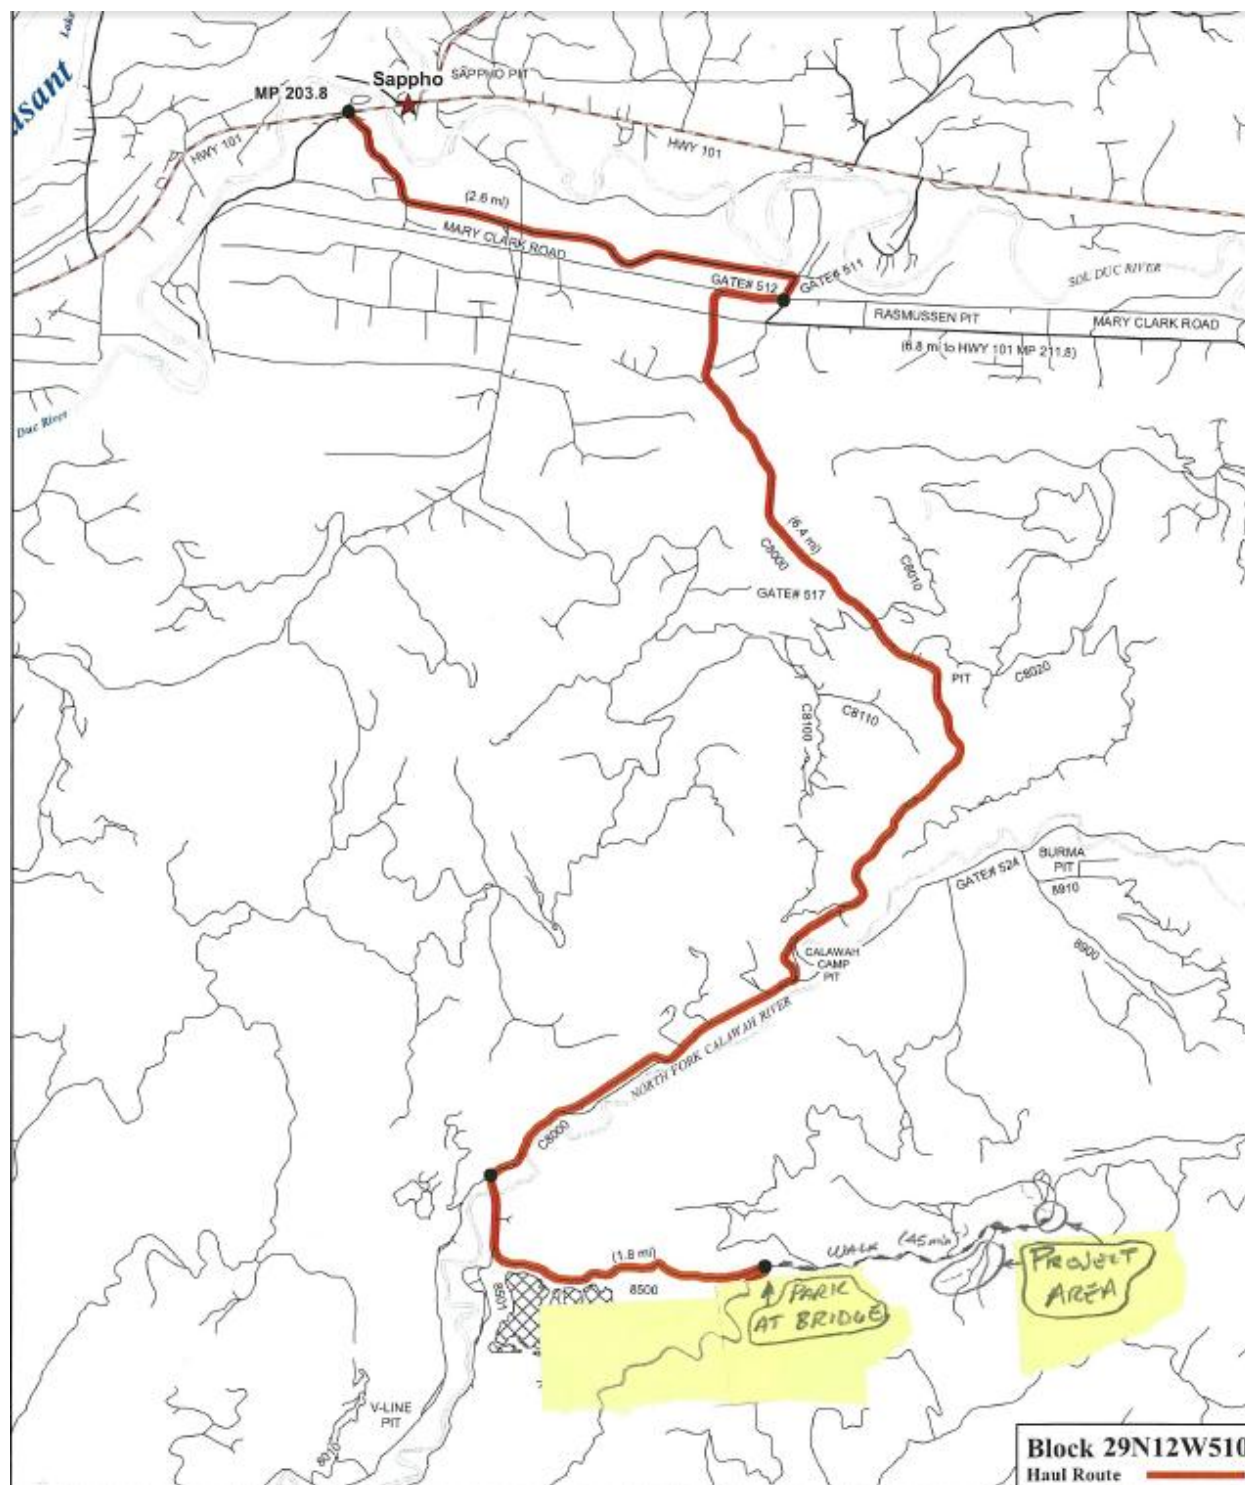 Lake
asant
Sappho
SAPPHO PIT
MP 203.8
HWY 101
HWY 101
(2.6 mi)
MARY CLARK ROAD
GATE# 512
GATE# 511
SOL DUC RIVER
RASMUSSEN PIT
MARY CLARK ROAD
(6.8 mi to HWY 101 MP 211.8)
Duc River
(6.4 mi)
C8000
C8010
GATE# 517
PIT
C8020
C8100
C8110
BURMA
PIT
GATE# 524
8910
8900
CALAWAH
CAMP
PIT
NORTH FORK CALAWAH RIVER
C8000
(1.8 mi)
8500
8501
WALK (45 min)
PROJECT
AREA
PARK
AT BRIDGE
V-LINE
PIT
8010
Block 29N12W510
Haul Route